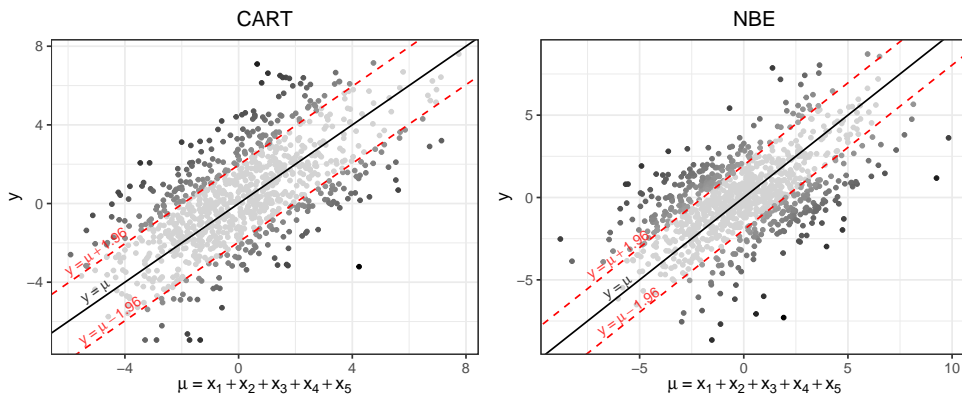 CART
NBE
8
4
0
−4
y
y = μ + 1.96
y = μ
y = μ − 1.96
−4
0
4
8
μ = x₁ + x₂ + x₃ + x₄ + x₅
5
0
−5
y
y = μ + 1.96
y = μ
y = μ − 1.96
−5
0
5
10
μ = x₁ + x₂ + x₃ + x₄ + x₅